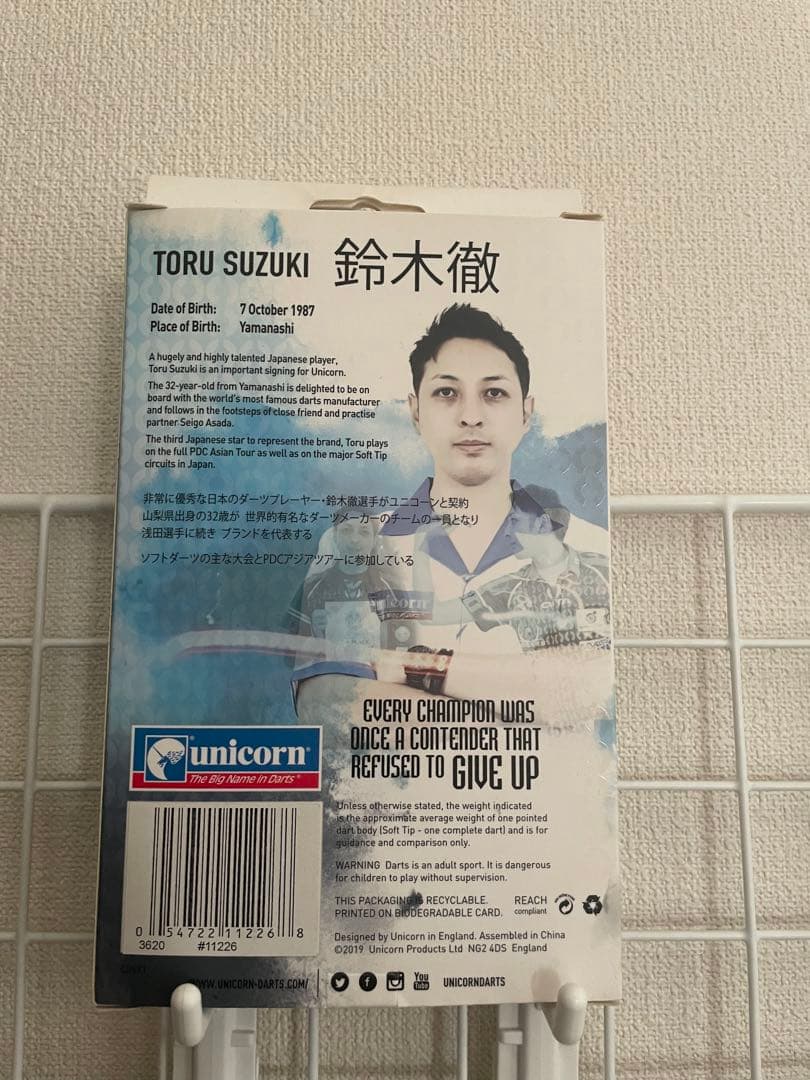 TORU SUZUKI 鈴木徹
Date of Birth: 7 October 1987
Place of Birth: Yamanashi
A hugely and highly talented Japanese player,
Toru Suzuki is an important signing for Unicorn.
The 32-year-old from Yamanashi is delighted to be on
board with the world's most famous darts manufacturer
and follows in the footsteps of close friend and practise
partner Seigo Asada.
The third Japanese star to represent the brand, Toru plays
on the full PDC Asian Tour as well as on the major Soft Tip
circuits in Japan.
非常に優秀な日本のダーツプレーヤー・鈴木徹選手がユニコーンと契約
山梨県出身の32歳が 世界的有名なダーツメーカーのチームの一員となり
浅田選手に続き ブランドを代表する
ソフトダーツの主な大会とPDCアジアツアーに参加している
unicorn
EVERY CHAMPION WAS
ONCE A CONTENDER THAT
REFUSED TO GIVE UP
unicorn®
The Big Name in Darts®
Unless otherwise stated, the weight indicated
is the approximate average weight of one pointed
dart body (Soft Tip - one complete dart) and is for
guidance and comparison only.
WARNING Darts is an adult sport. It is dangerous
for children to play without supervision.
THIS PACKAGING IS RECYCLABLE.
PRINTED ON BIODEGRADABLE CARD.
REACH
compliant
Designed by Unicorn in England. Assembled in China
©2019 Unicorn Products Ltd NG2 4DS England
0 54722 11226 8
3620 #11226
WWW.UNICORN-DARTS.COM/
You
Tube
UNICORNDARTS